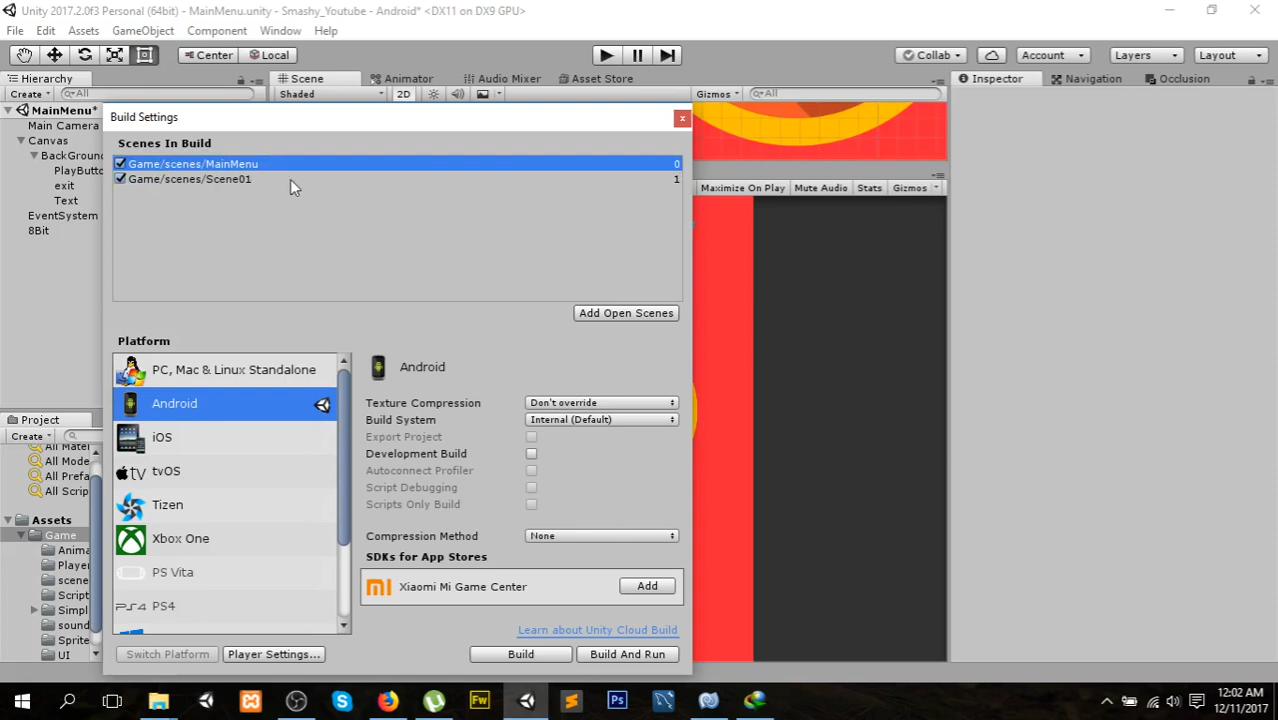 Unity 2017.2.0f3 Personal (64bit) - MainMenu.unity - Smashy_Youtube - Android* <DX11 on DX9 GPU>
File Edit Assets GameObject Component Window Help
Center Local Collab Account Layers Layout
Hierarchy Scene Animator Audio Mixer Asset Store Inspector Navigation Occlusion
Create All Shaded 2D Gizmos All
MainMenu*
Main Camera
Canvas
BackGroun
PlayButto
exit
Text
EventSystem
8Bit
Build Settings
x
Scenes In Build
Game/scenes/MainMenu 0
Game/scenes/Scene01 1
Maximize On Play Mute Audio Stats Gizmos
Add Open Scenes
Platform
PC, Mac & Linux Standalone
Android
iOS
tvOS
Tizen
Xbox One
PS Vita
PS4
Android
Texture Compression Don't override
Build System Internal (Default)
Export Project
Development Build
Autoconnect Profiler
Script Debugging
Scripts Only Build
Compression Method None
SDKs for App Stores
Xiaomi Mi Game Center Add
Learn about Unity Cloud Build
Switch Platform Player Settings... Build Build And Run
Project
Create
All Mater
All Mode
All Prefa
All Scrip
Assets
Game
Anima
Player
scene
Script
Simpl
soun
Sprite
UI
Fw Ps
12:02 AM
12/11/2017